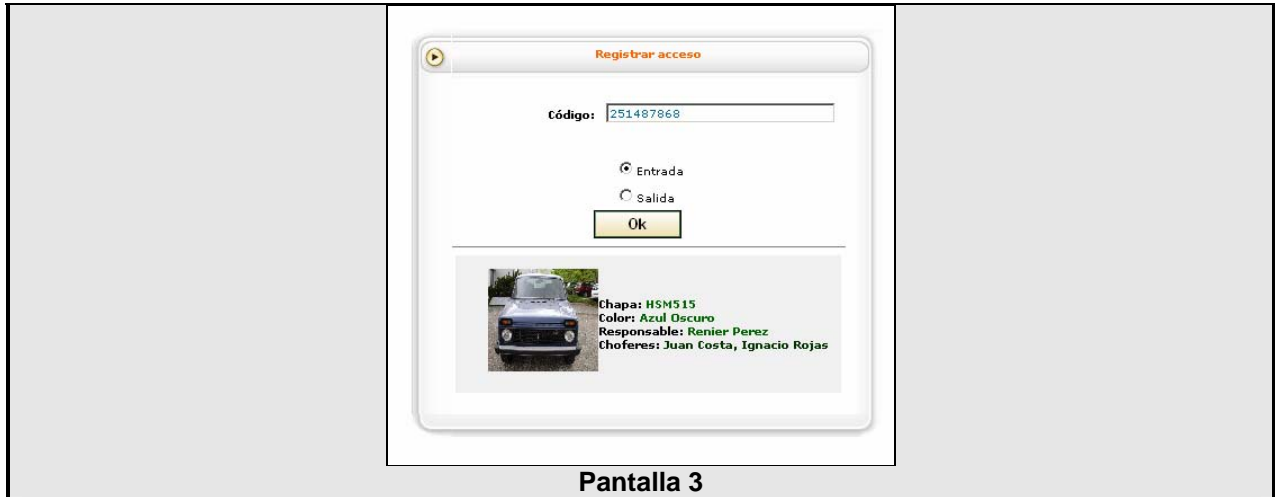 Registrar acceso
Código: 251487868
Entrada
Salida
Ok
Chapa: HSM515
Color: Azul Oscuro
Responsable: Renier Perez
Choferes: Juan Costa, Ignacio Rojas
Pantalla 3